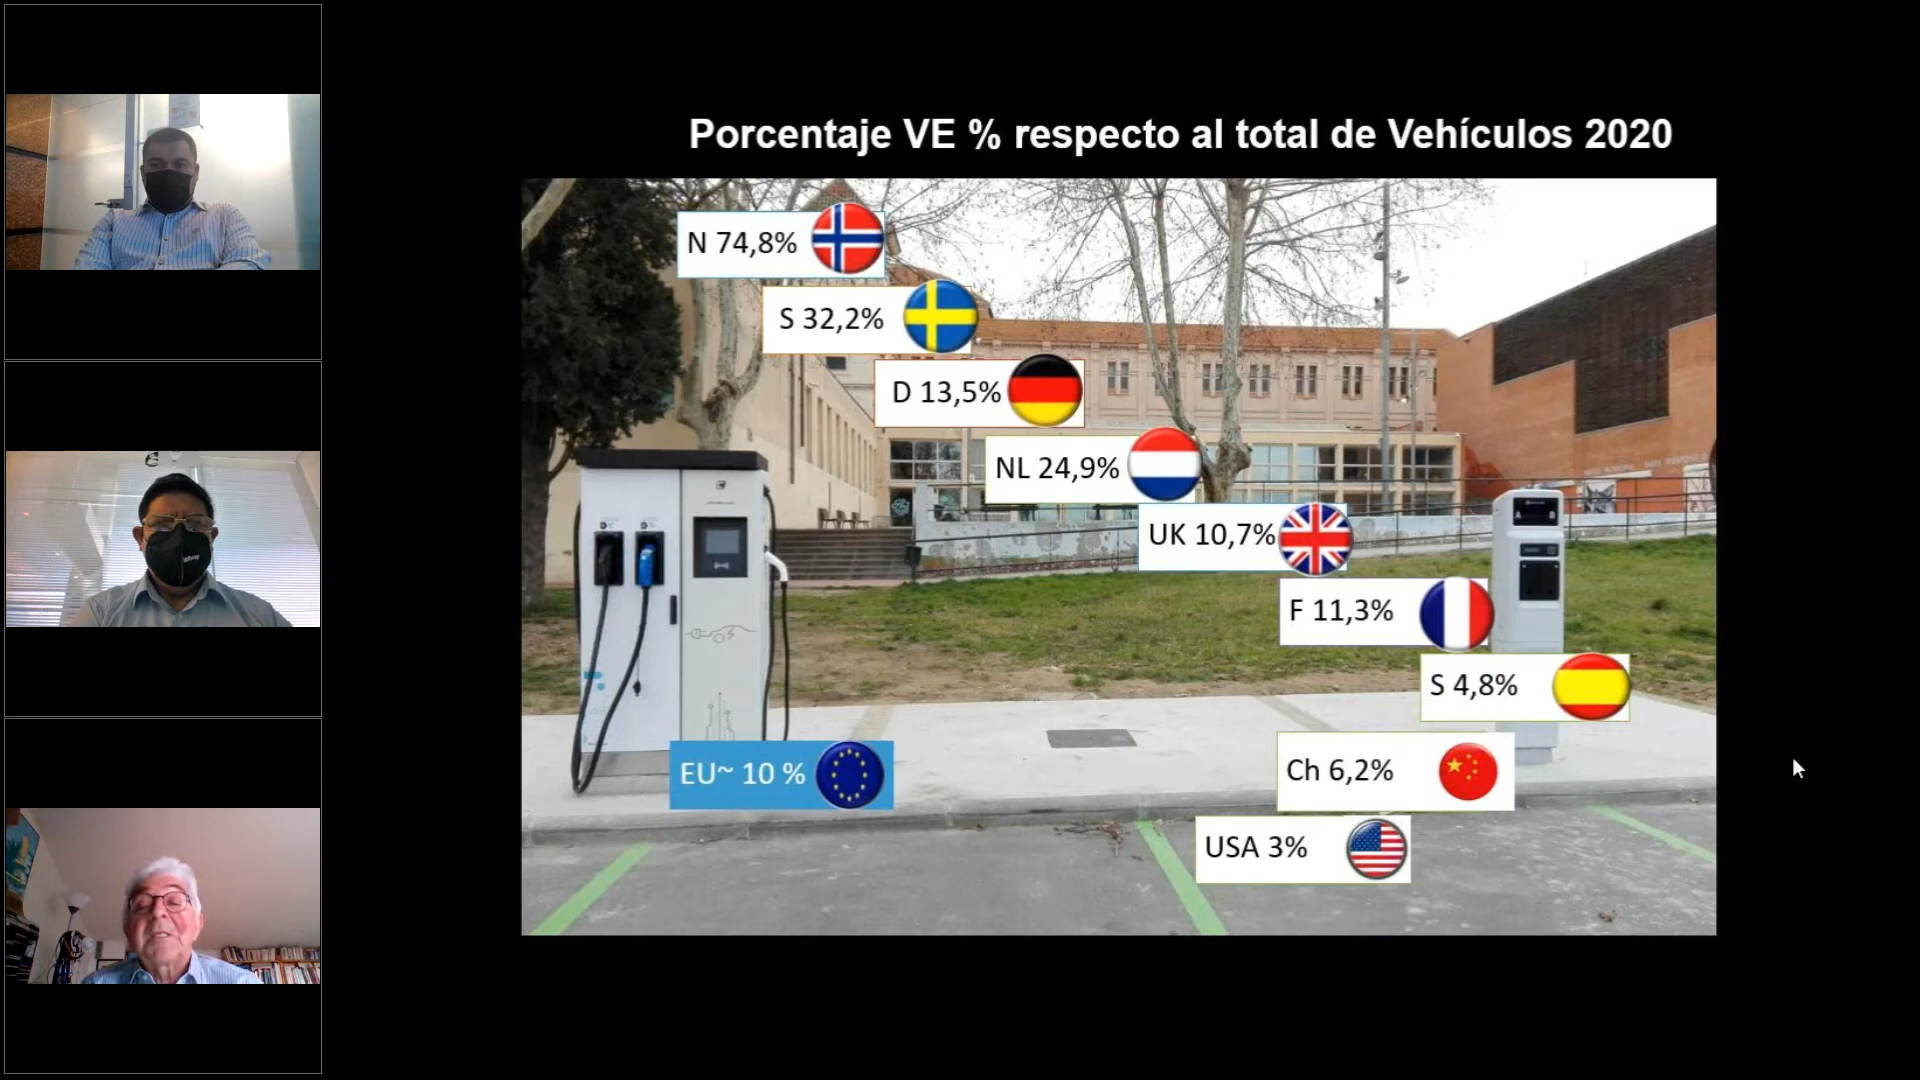 Porcentaje VE % respecto al total de Vehículos 2020
N 74,8%
S 32,2%
D 13,5%
NL 24,9%
UK 10,7%
F 11,3%
S 4,8%
EU~ 10 %
Ch 6,2%
USA 3%
A B